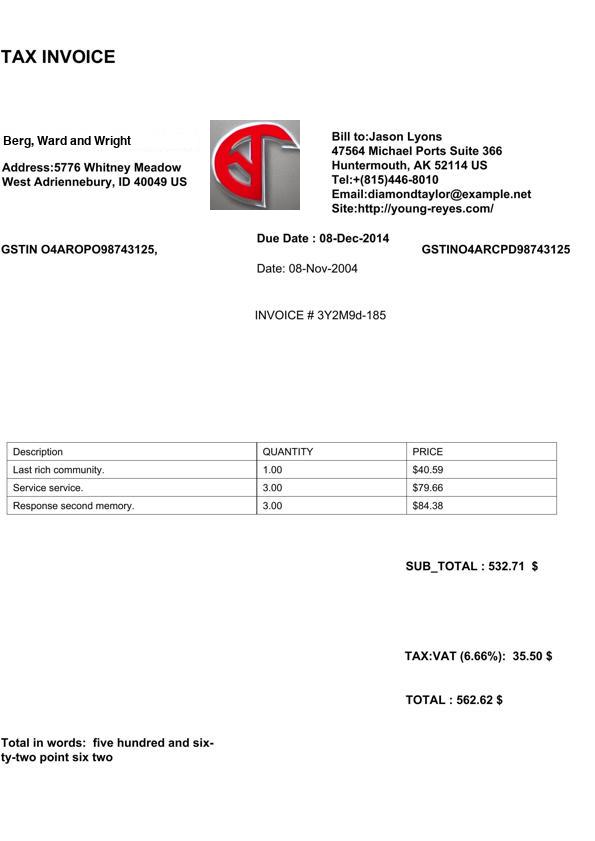 TAX INVOICE
Berg, Ward and Wright
Address:5776 Whitney Meadow
West Adriennebury, ID 40049 US
Bill to:Jason Lyons
47564 Michael Ports Suite 366
Huntermouth, AK 52114 US
Tel:+(815)446-8010
Email:diamondtaylor@example.net
Site:http://young-reyes.com/
GSTIN O4AROPO98743125,
Due Date : 08-Dec-2014
GSTINO4ARCPD98743125
Date: 08-Nov-2004
INVOICE # 3Y2M9d-185
Description QUANTITY PRICE
Last rich community. 1.00 $40.59
Service service. 3.00 $79.66
Response second memory. 3.00 $84.38
SUB_TOTAL : 532.71 $
TAX:VAT (6.66%): 35.50 $
TOTAL : 562.62 $
Total in words: five hundred and six-
ty-two point six two